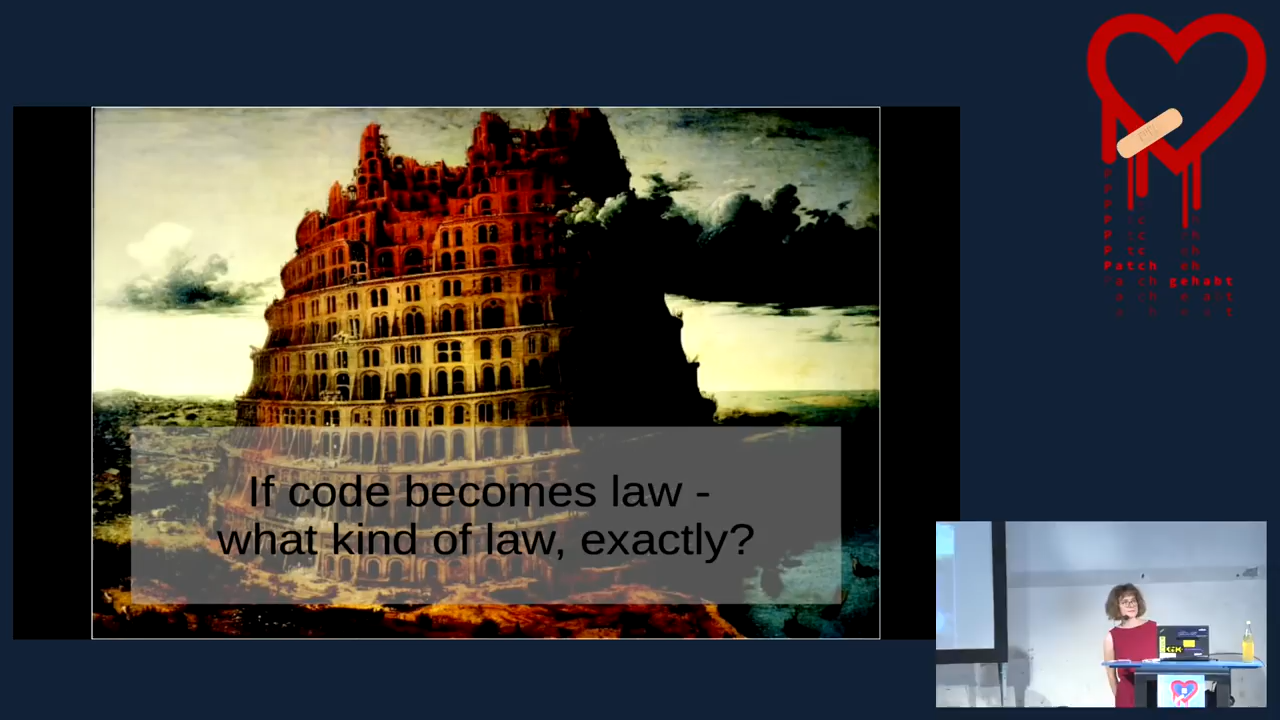 If code becomes law -
what kind of law, exactly?
Patch
gehabt